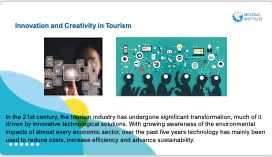 MEKONG
INSTITUTE
Innovation and Creativity in Tourism
In the 21st century, the tourism industry has undergone significant transformation, much of it
driven by innovative technological solutions. With growing awareness of the environmental
impacts of almost every economic sector, over the past five years technology has mainly been
used to reduce costs, increase efficiency and advance sustainability.